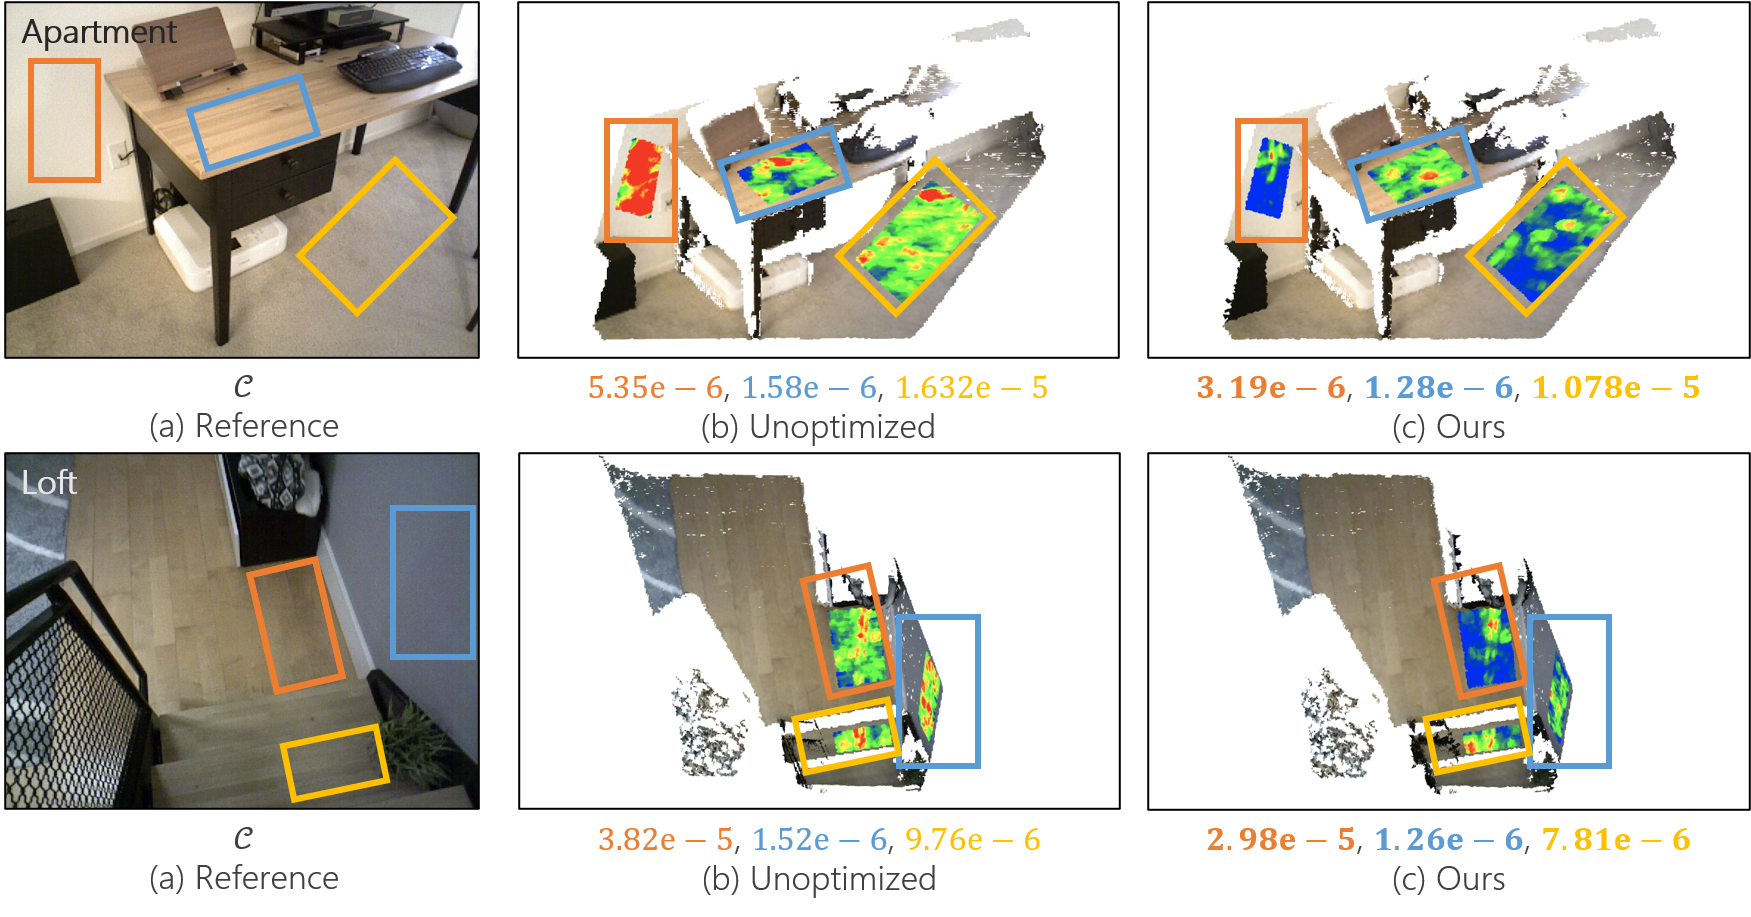 Apartment
𝒞
(a) Reference
5.35e − 6, 1.58e − 6, 1.632e − 5
(b) Unoptimized
3.19e − 6, 1.28e − 6, 1.078e − 5
(c) Ours
Loft
𝒞
(a) Reference
3.82e − 5, 1.52e − 6, 9.76e − 6
(b) Unoptimized
2.98e − 5, 1.26e − 6, 7.81e − 6
(c) Ours